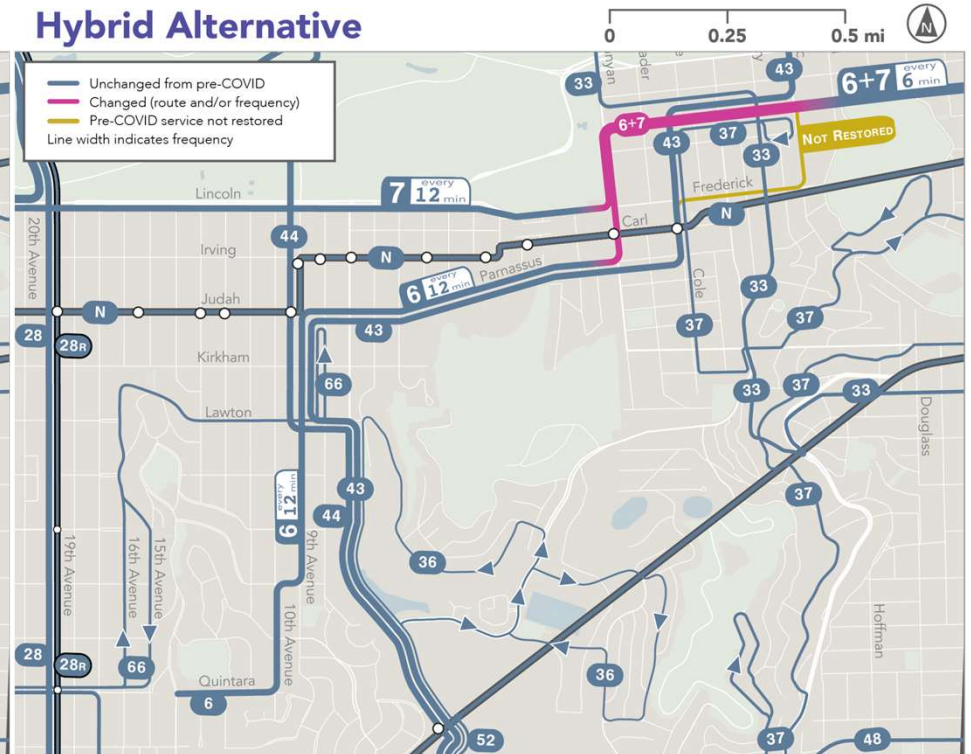 Hybrid Alternative
0
0.25
0.5 mi
N
Unchanged from pre-COVID
Changed (route and/or frequency)
Pre-COVID service not restored
Line width indicates frequency
33
43
6+7
every
6 min
6+7
43
37
33
NOT RESTORED
Lincoln
7
every
12 min
Frederick
N
Carl
20th Avenue
Irving
44
N
Parnassus
6
every
12 min
Cole
33
Judah
N
43
37
37
28
28R
Kirkham
66
33
37
33
Lawton
Douglass
43
44
6
every
12 min
37
9th Avenue
19th Avenue
16th Avenue
15th Avenue
36
10th Avenue
Hoffman
28
28R
66
Quintara
6
36
52
37
48